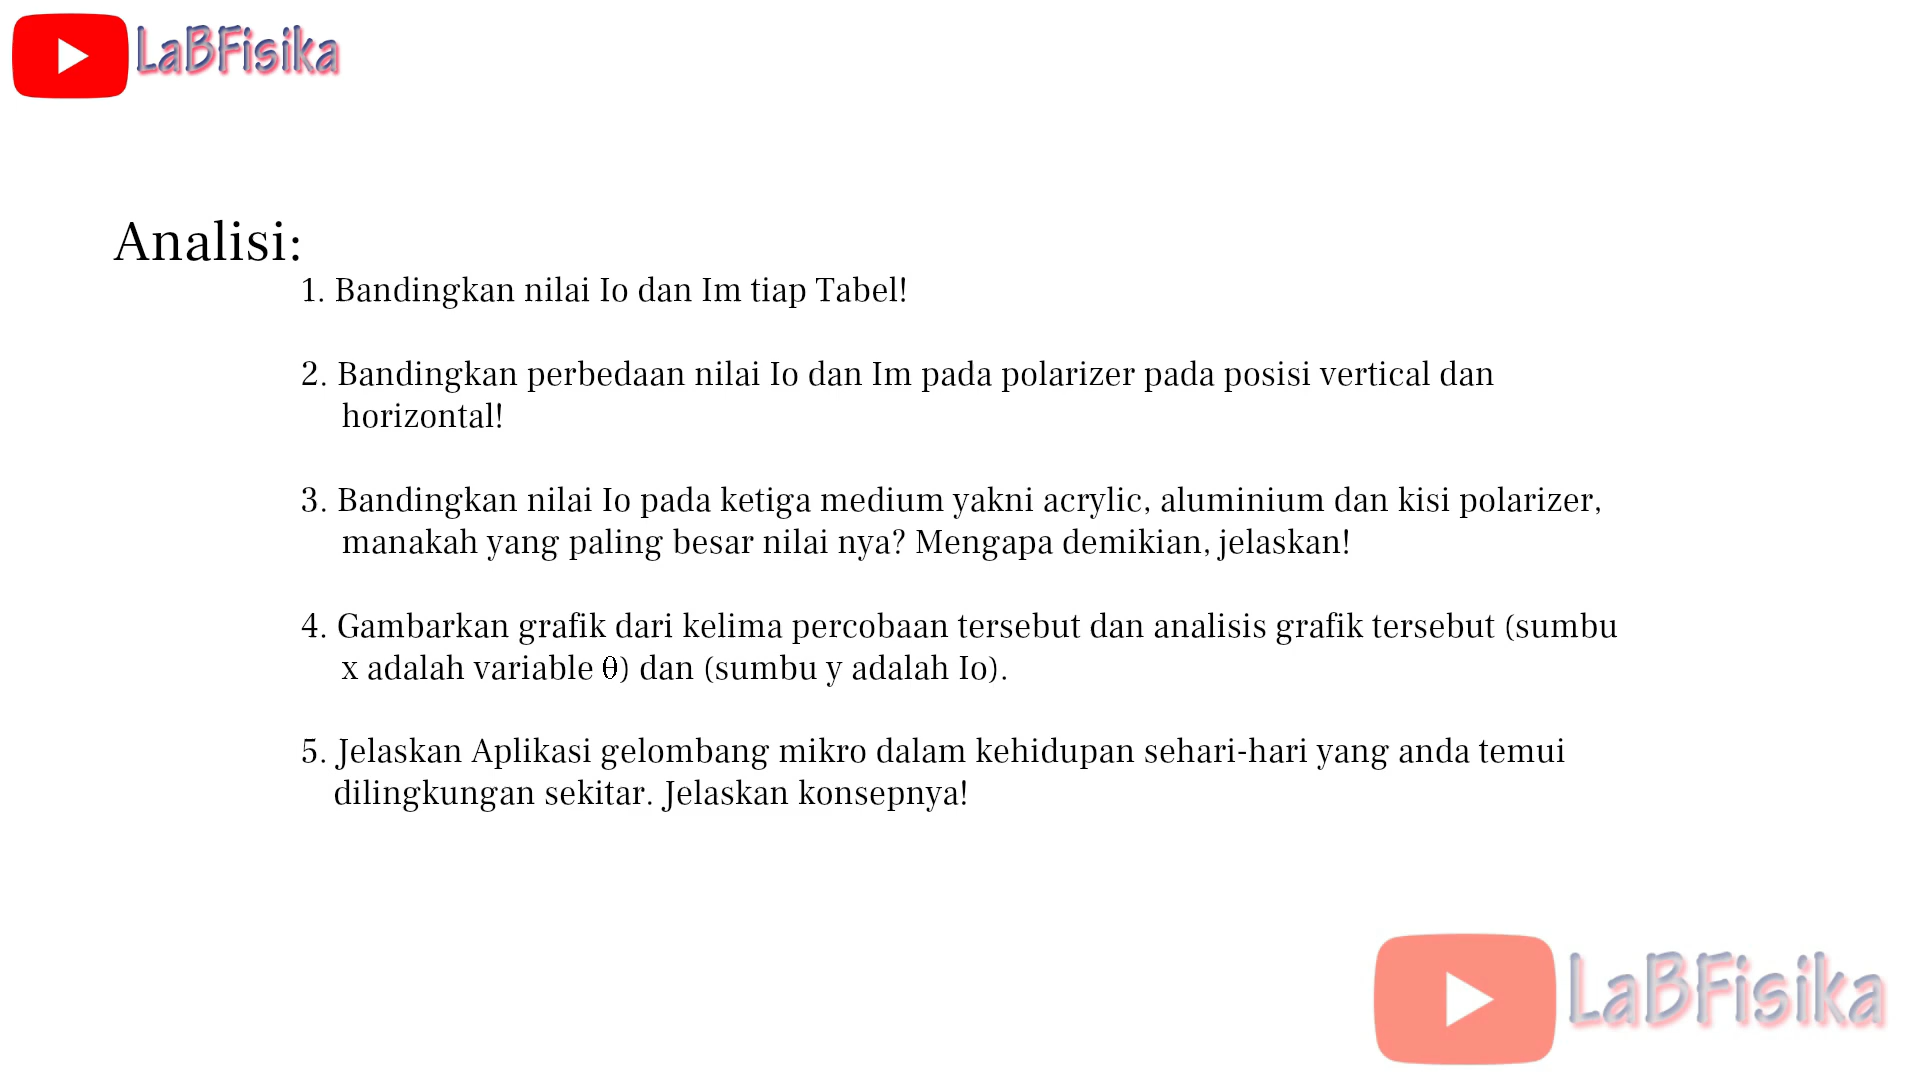 LaBFisika
Analisi:
1. Bandingkan nilai Io dan Im tiap Tabel!
2. Bandingkan perbedaan nilai Io dan Im pada polarizer pada posisi vertical dan
horizontal!
3. Bandingkan nilai Io pada ketiga medium yakni acrylic, aluminium dan kisi polarizer,
manakah yang paling besar nilai nya? Mengapa demikian, jelaskan!
4. Gambarkan grafik dari kelima percobaan tersebut dan analisis grafik tersebut (sumbu
x adalah variable θ) dan (sumbu y adalah Io).
5. Jelaskan Aplikasi gelombang mikro dalam kehidupan sehari-hari yang anda temui
dilingkungan sekitar. Jelaskan konsepnya!
LaBFisika